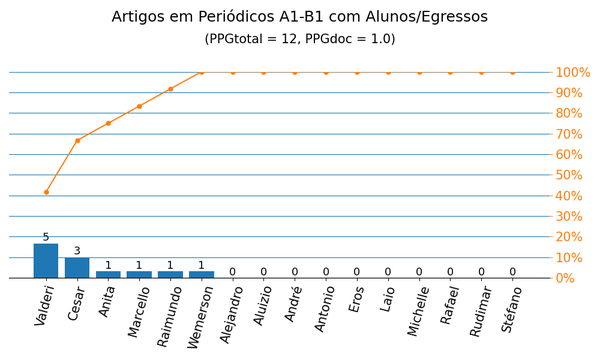 Artigos em Periódicos A1-B1 com Alunos/Egressos
(PPGtotal = 12, PPGdoc = 1.0)
100%
90%
80%
70%
60%
50%
40%
30%
20%
10%
0%
5 3 1 1 1 1 0 0 0 0 0 0 0 0 0 0
Valderi Cesar Anita Marcello Raimundo Wemerson Alejandro Aluizio André Antonio Eros Laio Michelle Rafael Rudimar Stéfano